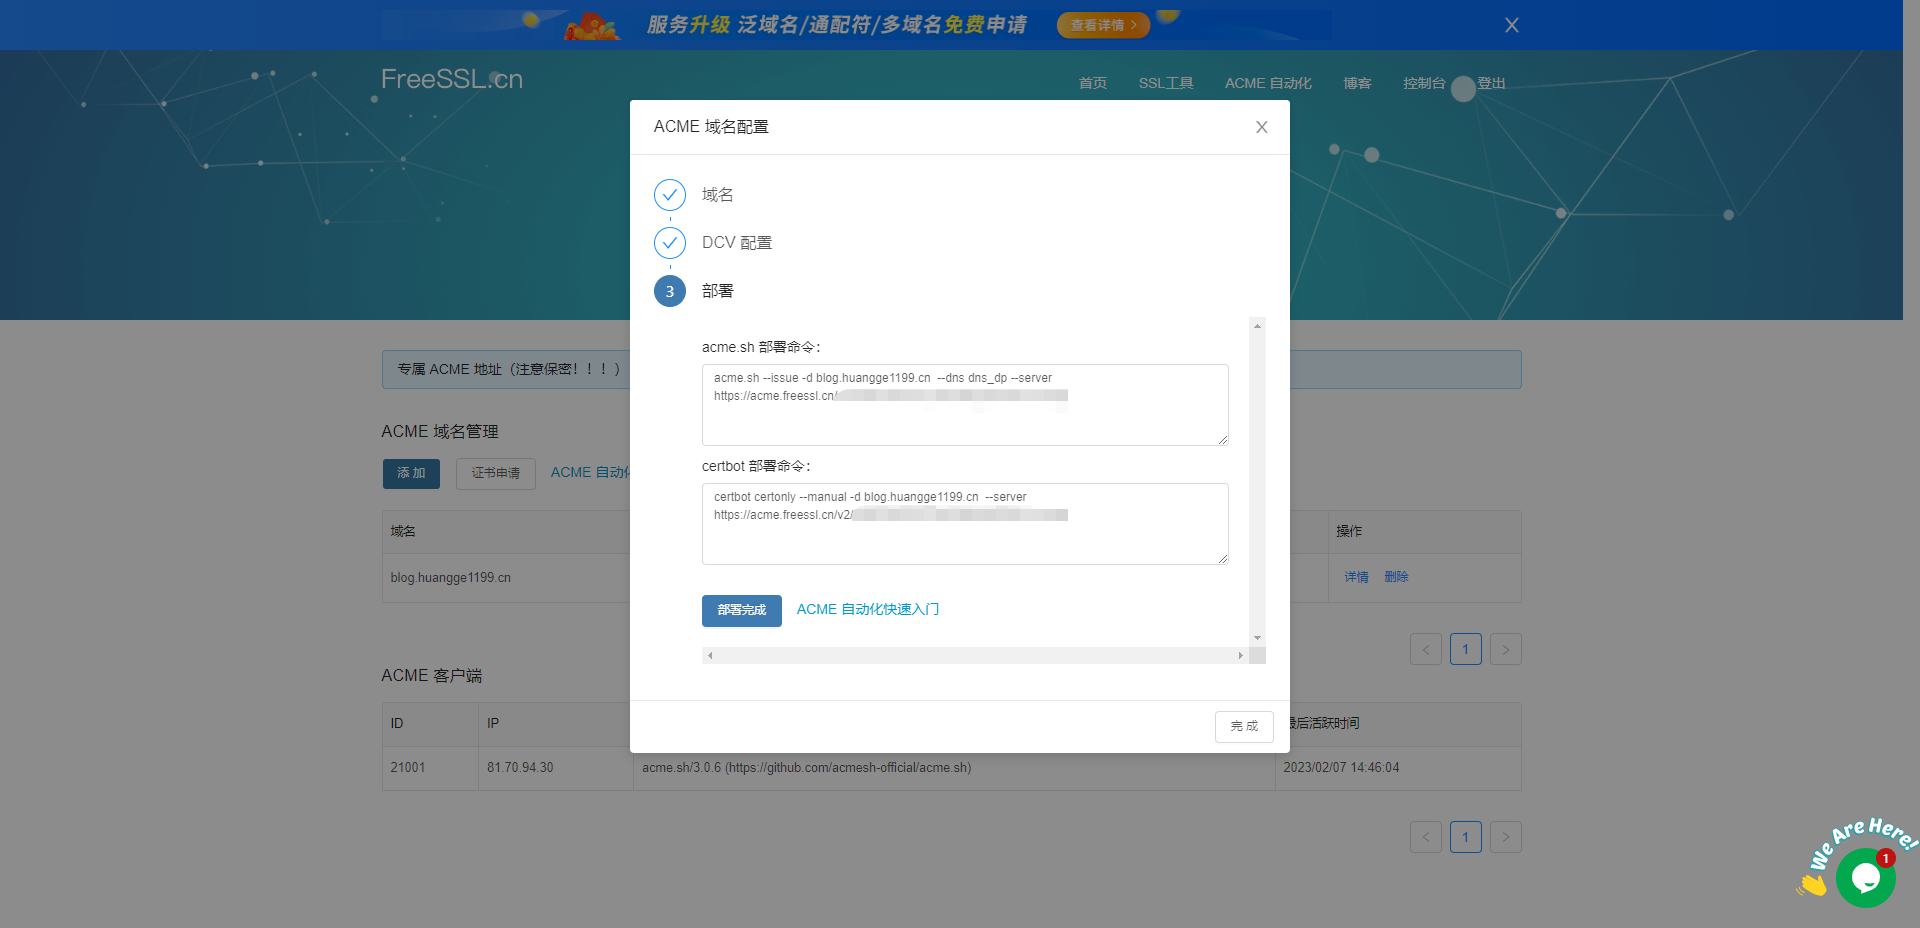 服务升级 泛域名/通配符/多域名免费申请
查看详情 >
FreeSSL.cn
首页 SSL工具 ACME 自动化 博客 控制台 登出
ACME 域名配置
域名
DCV 配置
3 部署
acme.sh 部署命令：
acme.sh --issue -d blog.huangge1199.cn --dns dns_dp --server
https://acme.freessl.cn/
certbot 部署命令：
certbot certonly --manual -d blog.huangge1199.cn --server
https://acme.freessl.cn/v2/
部署完成 ACME 自动化快速入门
完 成
专属 ACME 地址（注意保密！！！）
ACME 域名管理
添 加 证书申请 ACME 自动化
域名 操作
blog.huangge1199.cn 详情 删除
< 1 >
ACME 客户端
ID IP 最后活跃时间
21001 81.70.94.30 acme.sh/3.0.6 (https://github.com/acmesh-official/acme.sh) 2023/02/07 14:46:04
< 1 >
We Are Here!
1